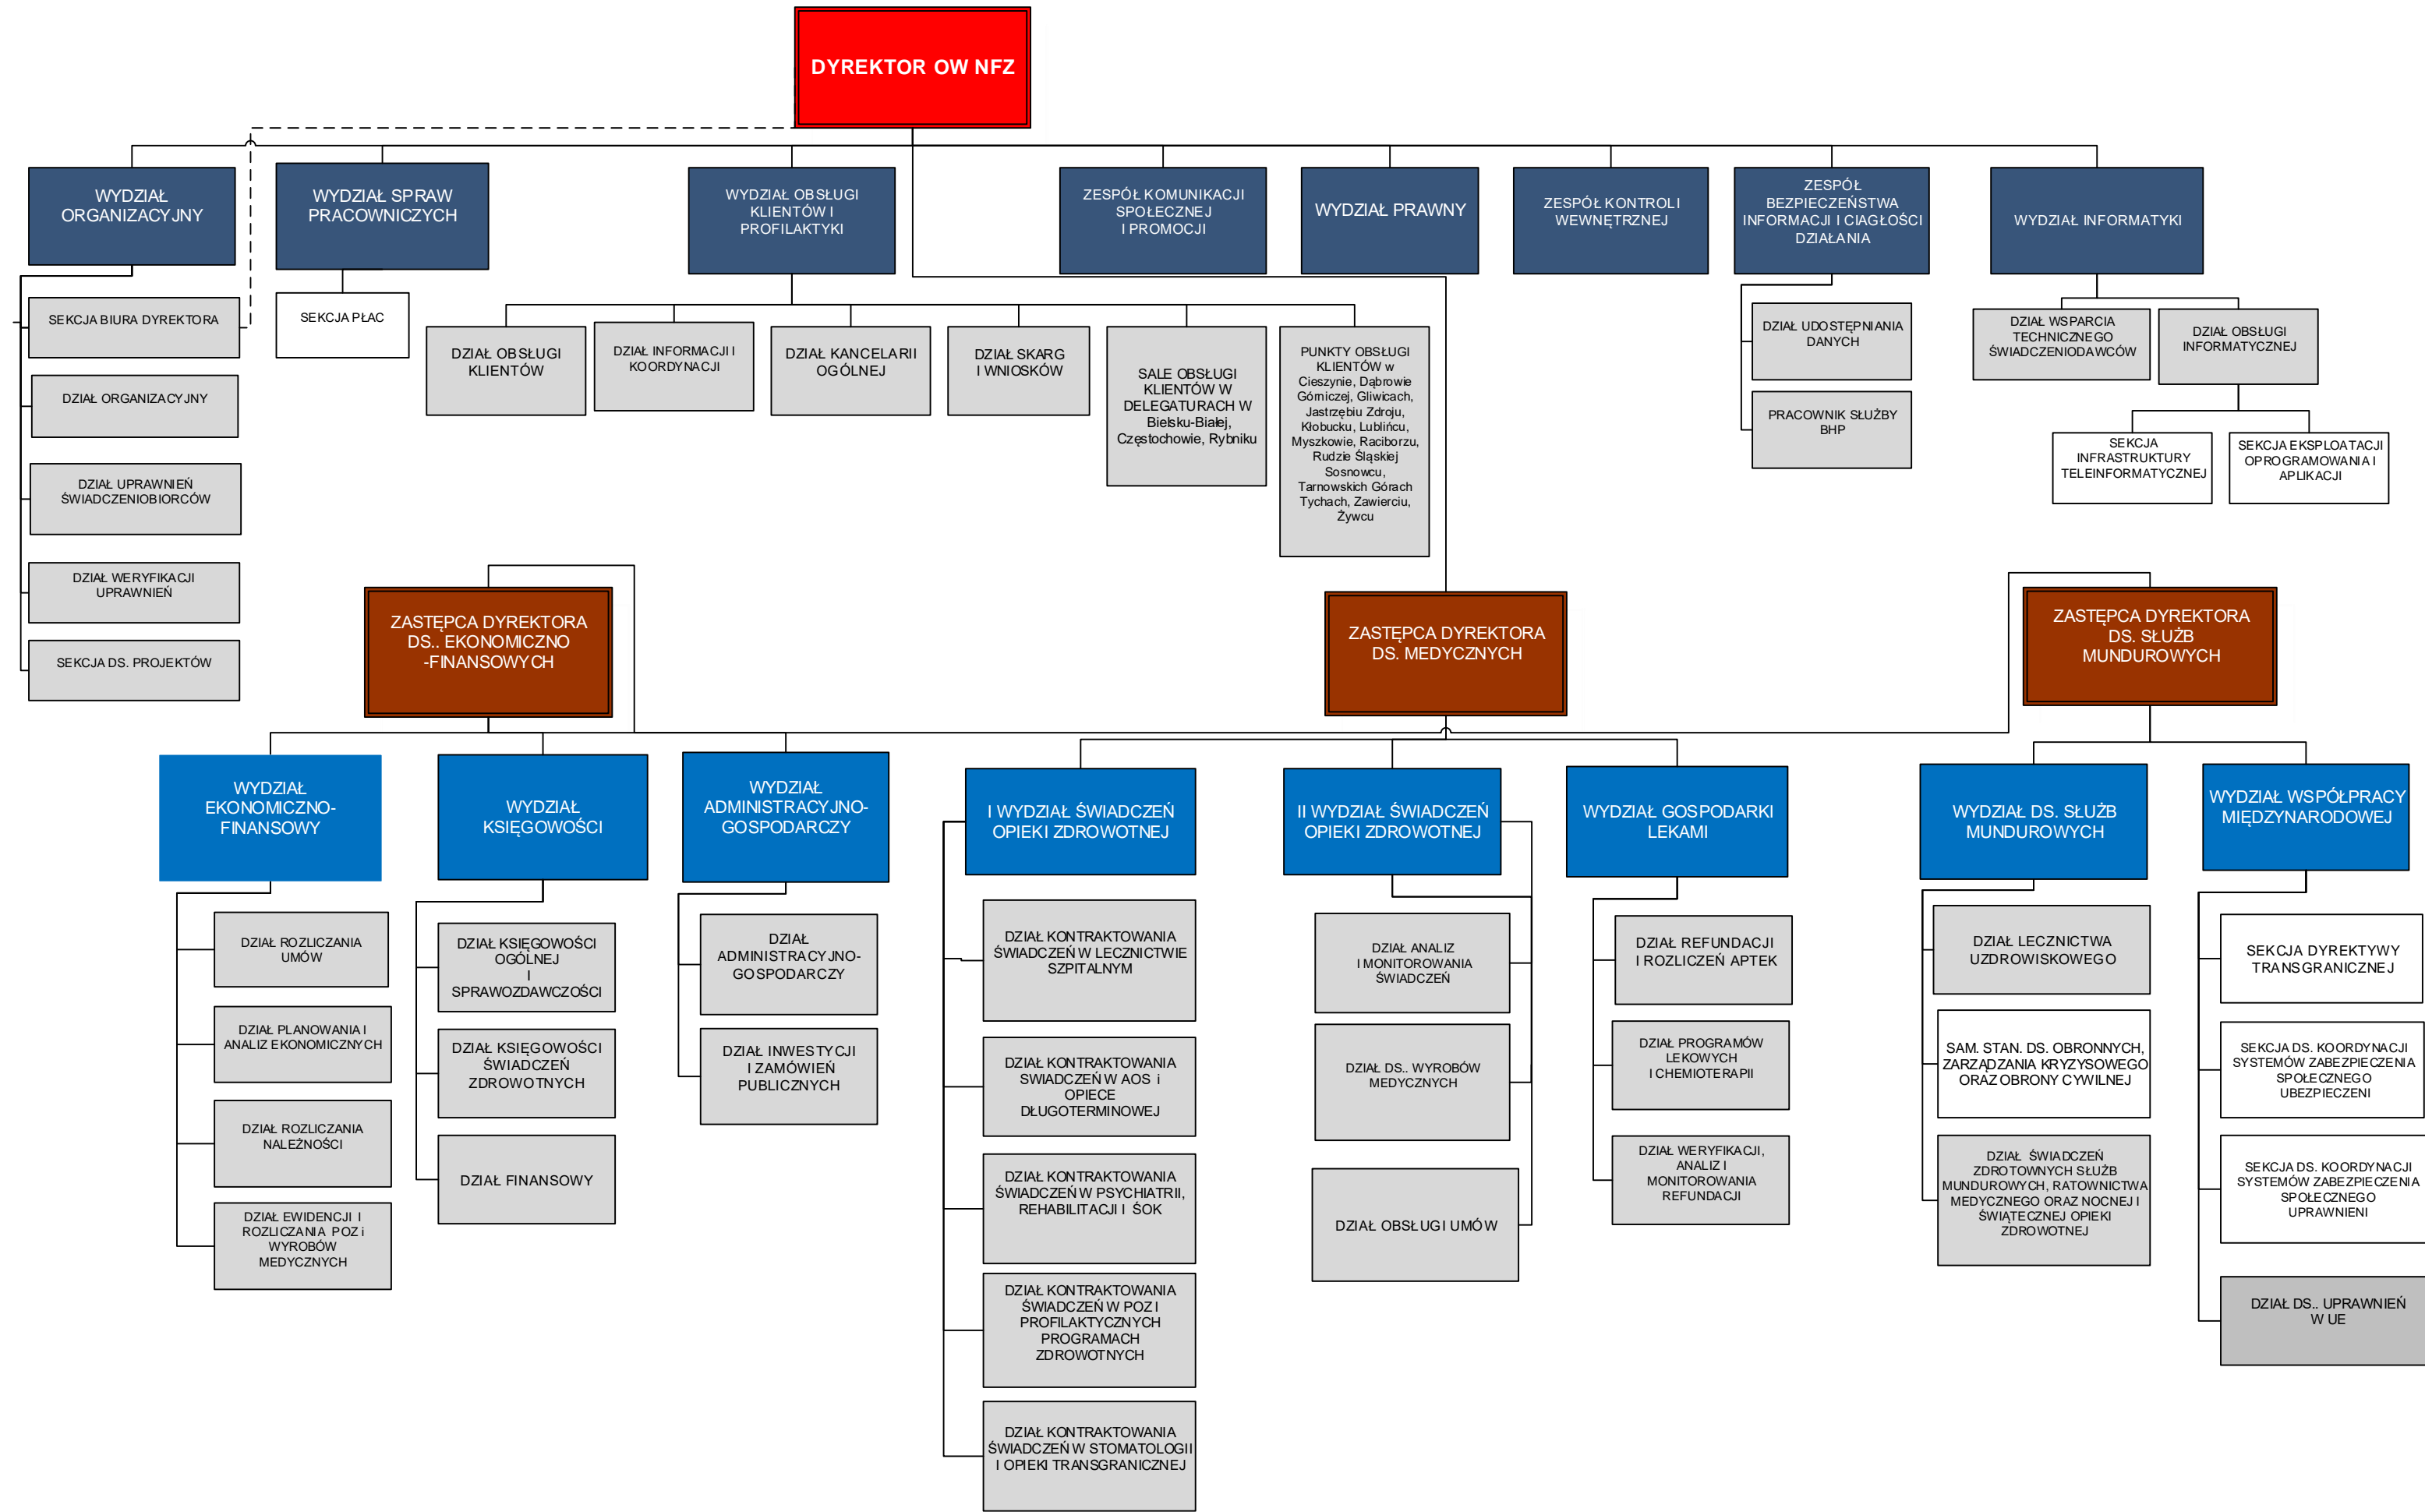 DYREKTOR OW NFZ
WYDZIAŁ
ORGANIZACYJNY
WYDZIAŁ SPRAW
PRACOWNICZYCH
WYDZIAŁ OBSŁUGI
KLIENTÓW I
PROFILAKTYKI
ZESPÓŁ KOMUNIKACJI
SPOŁECZNEJ
I PROMOCJI
WYDZIAŁ PRAWNY
ZESPÓŁ KONTROLI
WEWNĘTRZNEJ
ZESPÓŁ
BEZPIECZEŃSTWA
INFORMACJI I CIAGŁOŚCI
DZIAŁANIA
WYDZIAŁ INFORMATYKI
SEKCJA BIURA DYREKTORA
DZIAŁ ORGANIZACYJNY
DZIAŁ UPRAWNIEŃ
ŚWIADCZENIOBIORCÓW
DZIAŁ WERYFIKACJI
UPRAWNIEŃ
SEKCJA DS. PROJEKTÓW
SEKCJA PŁAC
DZIAŁ OBSŁUGI
KLIENTÓW
DZIAŁ INFORMACJI I
KOORDYNACJI
DZIAŁ KANCELARII
OGÓLNEJ
DZIAŁ SKARG
I WNIOSKÓW
SALE OBSŁUGI
KLIENTÓW W
DELEGATURACH W
Bielsku-Białej,
Częstochowie, Rybniku
PUNKTY OBSŁUGI
KLIENTÓW w
Cieszynie, Dąbrowie
Górniczej, Gliwicach,
Jastrzębiu Zdroju,
Kłobucku, Lublińcu,
Myszkowie, Raciborzu,
Rudzie Śląskiej
Sosnowcu,
Tarnowskich Górach
Tychach, Zawierciu,
Żywcu
DZIAŁ UDOSTĘPNIANIA
DANYCH
PRACOWNIK SŁUŻBY
BHP
DZIAŁ WSPARCIA
TECHNICZNEGO
ŚWIADCZENIODAWCÓW
DZIAŁ OBSŁUGI
INFORMATYCZNEJ
SEKCJA
INFRASTRUKTURY
TELEINFORMATYCZNEJ
SEKCJA EKSPLOATACJI
OPROGRAMOWANIA I
APLIKACJI
ZASTĘPCA DYREKTORA
DS.. EKONOMICZNO
-FINANSOWYCH
ZASTĘPCA DYREKTORA
DS. MEDYCZNYCH
ZASTĘPCA DYREKTORA
DS. SŁUŻB
MUNDUROWYCH
WYDZIAŁ
EKONOMICZNO-
FINANSOWY
WYDZIAŁ
KSIĘGOWOŚCI
WYDZIAŁ
ADMINISTRACYJNO-
GOSPODARCZY
I WYDZIAŁ ŚWIADCZEŃ
OPIEKI ZDROWOTNEJ
II WYDZIAŁ ŚWIADCZEŃ
OPIEKI ZDROWOTNEJ
WYDZIAŁ GOSPODARKI
LEKAMI
WYDZIAŁ DS. SŁUŻB
MUNDUROWYCH
WYDZIAŁ WSPÓŁPRACY
MIĘDZYNARODOWEJ
DZIAŁ ROZLICZANIA
UMÓW
DZIAŁ PLANOWANIA I
ANALIZ EKONOMICZNYCH
DZIAŁ ROZLICZANIA
NALEŻNOŚCI
DZIAŁ EWIDENCJI I
ROZLICZANIA POZ i
WYROBÓW
MEDYCZNYCH
DZIAŁ KSIĘGOWOŚCI
OGÓLNEJ
I
SPRAWOZDAWCZOŚCI
DZIAŁ KSIĘGOWOŚCI
ŚWIADCZEŃ
ZDROWOTNYCH
DZIAŁ FINANSOWY
DZIAŁ
ADMINISTRACYJNO-
GOSPODARCZY
DZIAŁ INWESTYCJI
I ZAMÓWIEŃ
PUBLICZNYCH
DZIAŁ KONTRAKTOWANIA
ŚWIADCZEŃ W LECZNICTWIE
SZPITALNYM
DZIAŁ KONTRAKTOWANIA
SWIADCZEŃ W AOS i
OPIECE
DŁUGOTERMINOWEJ
DZIAŁ KONTRAKTOWANIA
ŚWIADCZEŃ W PSYCHIATRII,
REHABILITACJI I ŚOK
DZIAŁ KONTRAKTOWANIA
ŚWIADCZEŃ W POZ I
PROFILAKTYCZNYCH
PROGRAMACH
ZDROWOTNYCH
DZIAŁ KONTRAKTOWANIA
ŚWIADCZEŃ W STOMATOLOGII
I OPIEKI TRANSGRANICZNEJ
DZIAŁ ANALIZ
I MONITOROWANIA
ŚWIADCZEŃ
DZIAŁ DS.. WYROBÓW
MEDYCZNYCH
DZIAŁ OBSŁUGI UMÓW
DZIAŁ REFUNDACJI
I ROZLICZEŃ APTEK
DZIAŁ PROGRAMÓW
LEKOWYCH
I CHEMIOTERAPII
DZIAŁ WERYFIKACJI,
ANALIZ I
MONITOROWANIA
REFUNDACJI
DZIAŁ LECZNICTWA
UZDROWISKOWEGO
SAM. STAN. DS. OBRONNYCH,
ZARZĄDZANIA KRYZYSOWEGO
ORAZ OBRONY CYWILNEJ
DZIAŁ ŚWIADCZEŃ
ZDROTOWNYCH SŁUŻB
MUNDUROWYCH, RATOWNICTWA
MEDYCZNEGO ORAZ NOCNEJ I
ŚWIĄTECZNEJ OPIEKI
ZDROWOTNEJ
SEKCJA DYREKTYWY
TRANSGRANICZNEJ
SEKCJA DS. KOORDYNACJI
SYSTEMÓW ZABEZPIECZENIA
SPOŁECZNEGO
UBEZPIECZENI
SEKCJA DS. KOORDYNACJI
SYSTEMÓW ZABEZPIECZENIA
SPOŁECZNEGO
UPRAWNIENI
DZIAŁ DS.. UPRAWNIEŃ
W UE